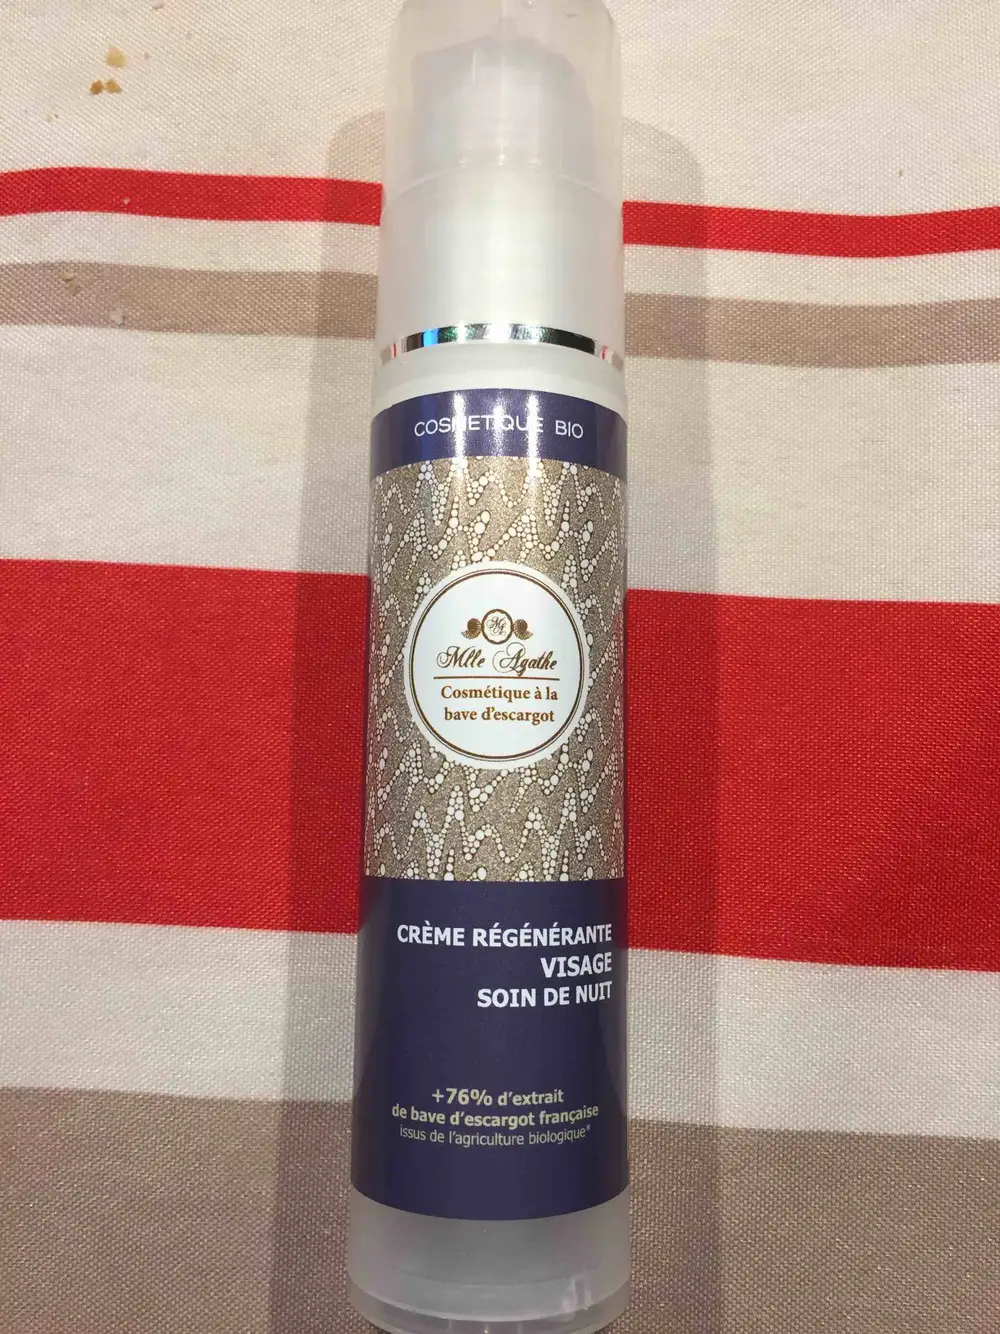 COSMETIQUE BIO
Mlle Agathe
Cosmétique à la
bave d'escargot
CRÈME RÉGÉNÉRANTE
VISAGE
SOIN DE NUIT
+76% d'extrait
de bave d'escargot française
issus de l'agriculture biologique*